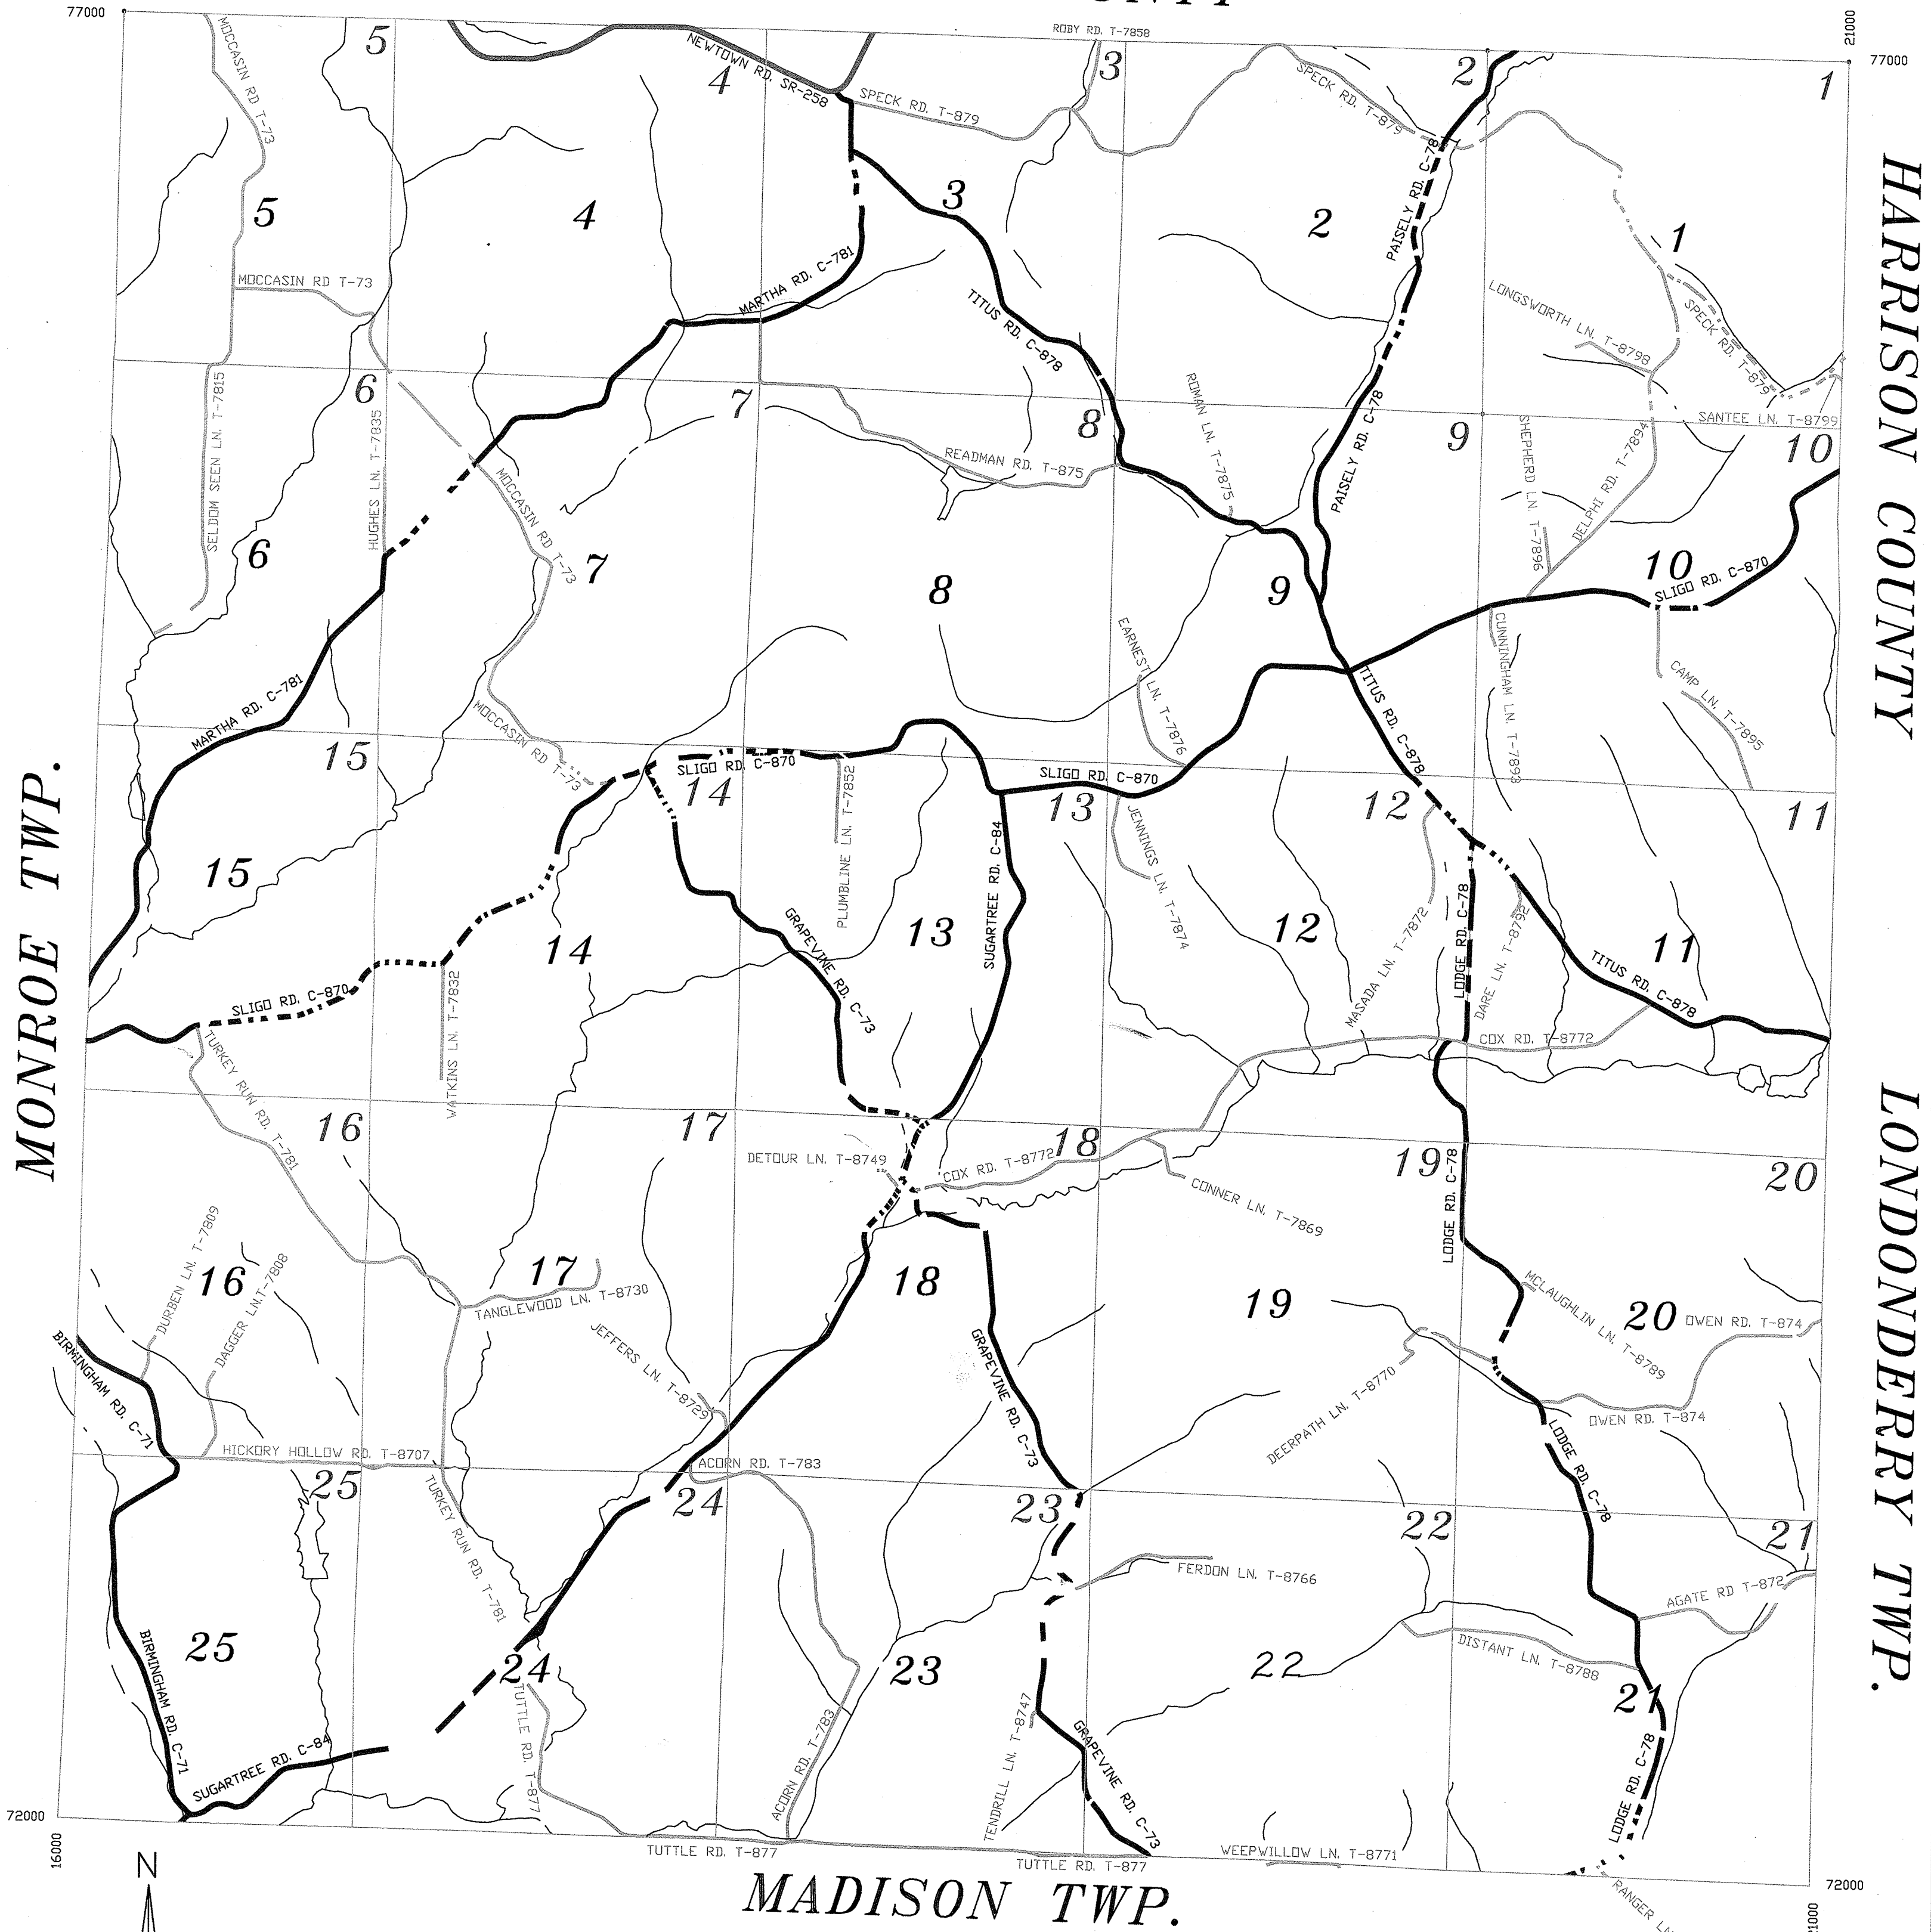 77000
21000
77000
ROBY RD. T-7858
MOCCASIN RD T-73
NEWTOWN RD. SR-258
SPECK RD. T-879
SPECK RD. T-879
5
4
3
2
1
5
4
3
2
1
PAISELY RD. C-78
MOCCASIN RD T-73
MARTHA RD. C-781
TITUS RD. C-878
LONGSWORTH LN. T-8798
SPECK RD. T-879
HARRISON COUNTY
SELDOM SEEN LN. T-7815
HUGHES LN. T-7835
6
7
8
9
10
ROMAN LN. T-7875
PAISELY RD. C-78
SANTEE LN. T-8799
SHEPHERD LN. T-7896
DELPHI RD. T-7894
READMAN RD. T-875
MOCCASIN RD T-73
6
7
8
9
10
SLIGO RD. C-870
EARNEST LN. T-7876
CUNNINGHAM LN. T-7893
CAMP LN. T-7895
TITUS RD. C-878
MARTHA RD. C-781
MOCCASIN RD T-73
MONROE TWP.
15
14
13
12
11
SLIGO RD. C-870
SLIGO RD. C-870
PLUMBLINE LN. T-7852
SUGARTREE RD. C-84
JENNINGS LN. T-7874
15
14
13
12
11
GRAPEVINE RD. C-73
MASADA LN. T-7872
LODGE RD. C-78
DARE LN. T-8792
TITUS RD. C-878
SLIGO RD. C-870
WATKINS LN. T-7832
TURKEY RUN RD. T-781
COX RD. T-8772
16
17
18
19
20
DETOUR LN. T-8749
COX RD. T-8772
CONNER LN. T-7869
LODGE RD. C-78
LONDONDERRY TWP.
DURBEN LN. T-7809
DAGGER LN.T-7808
16
17
18
19
20
TANGLEWOOD LN. T-8730
MCLAUGHLIN LN. T-8789
OWEN RD. T-874
BIRMINGHAM RD. C-71
JEFFERS LN. T-8729
GRAPEVINE RD. C-73
DEERPATH LN. T-8770
OWEN RD. T-874
HICKORY HOLLOW RD. T-8707
ACORN RD. T-783
LODGE RD. C-78
25
24
23
22
21
TURKEY RUN RD. T-781
FERDON LN. T-8766
AGATE RD T-872
DISTANT LN. T-8788
25
24
23
22
21
BIRMINGHAM RD. C-71
TUTTLE RD. T-877
ACORN RD. T-783
TENDRILL LN. T-8747
GRAPEVINE RD. C-73
LODGE RD. C-78
SUGARTREE RD. C-84
72000
16000
TUTTLE RD. T-877
TUTTLE RD. T-877
WEEPWILLOW LN. T-8771
72000
N
MADISON TWP.
RANGER